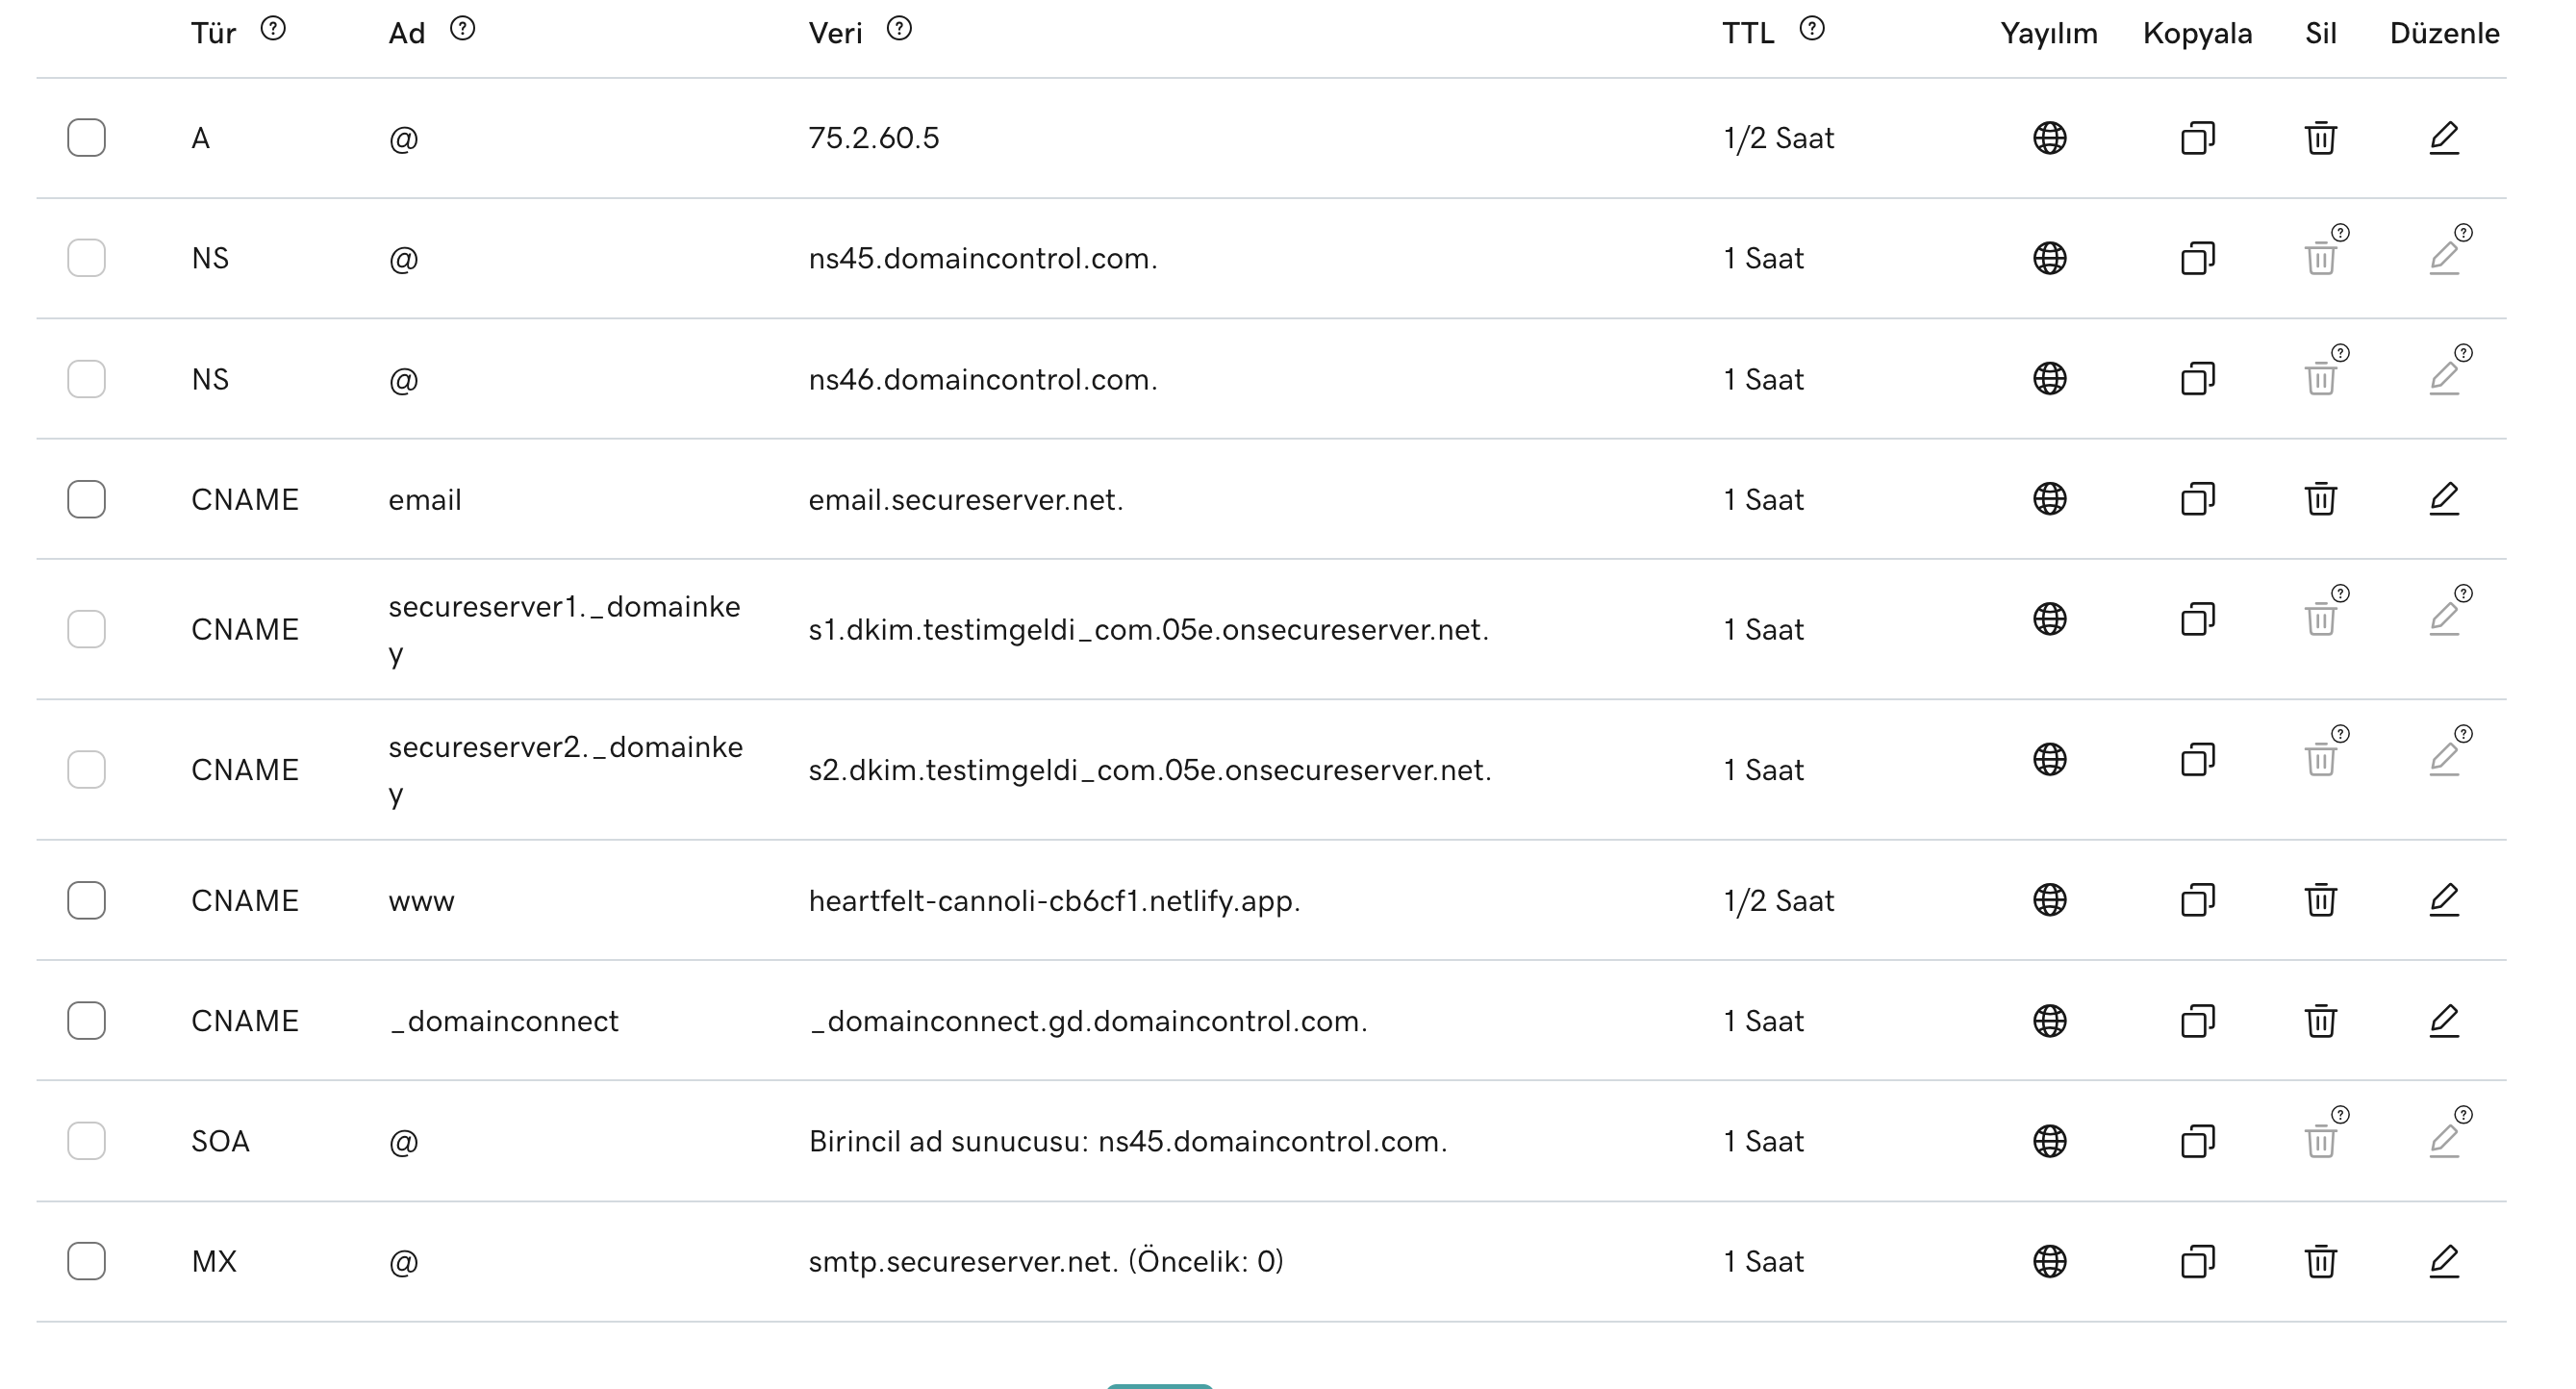 Tür Ad Veri TTL Yayılım Kopyala Sil Düzenle
A @ 75.2.60.5 1/2 Saat
NS @ ns45.domaincontrol.com. 1 Saat
NS @ ns46.domaincontrol.com. 1 Saat
CNAME email email.secureserver.net. 1 Saat
CNAME secureserver1._domainke s1.dkim.testimgeldi_com.05e.onsecureserver.net. 1 Saat
y
CNAME secureserver2._domainke s2.dkim.testimgeldi_com.05e.onsecureserver.net. 1 Saat
y
CNAME www heartfelt-cannoli-cb6cf1.netlify.app. 1/2 Saat
CNAME _domainconnect _domainconnect.gd.domaincontrol.com. 1 Saat
SOA @ Birincil ad sunucusu: ns45.domaincontrol.com. 1 Saat
MX @ smtp.secureserver.net. (Öncelik: 0) 1 Saat